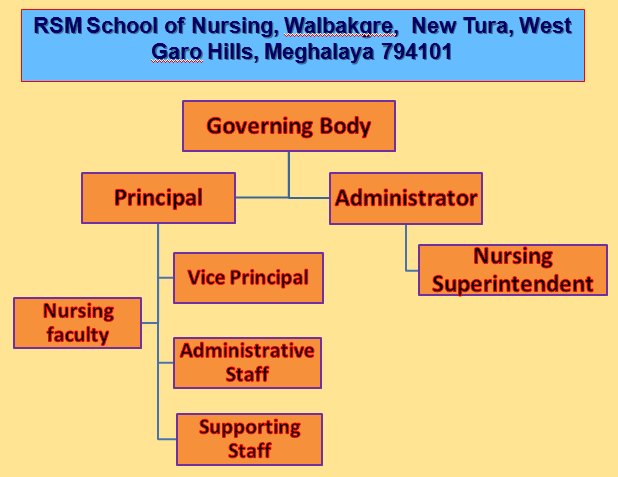 RSM School of Nursing, Walbakgre, New Tura, West
Garo Hills, Meghalaya 794101
Governing Body
Principal
Administrator
Nursing
Superintendent
Vice Principal
Nursing
faculty
Administrative
Staff
Supporting
Staff